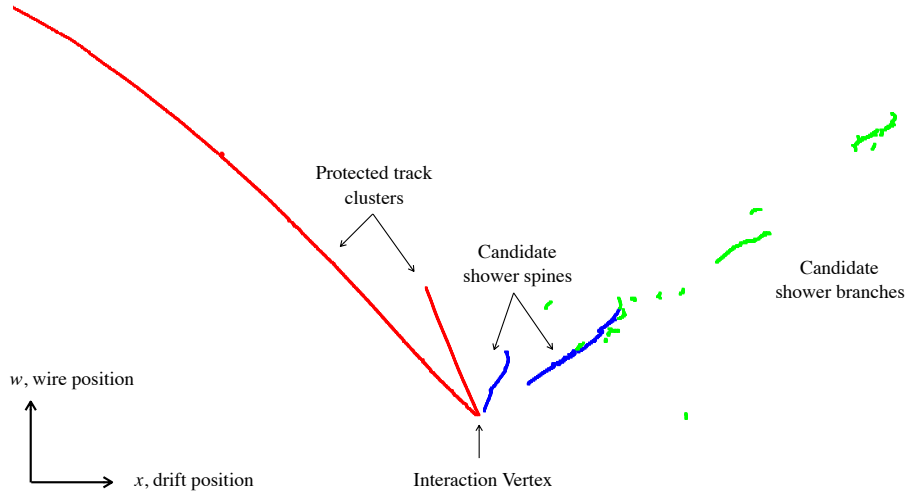 Protected track
clusters
Candidate
shower spines
Candidate
shower branches
w, wire position
x, drift position
Interaction Vertex